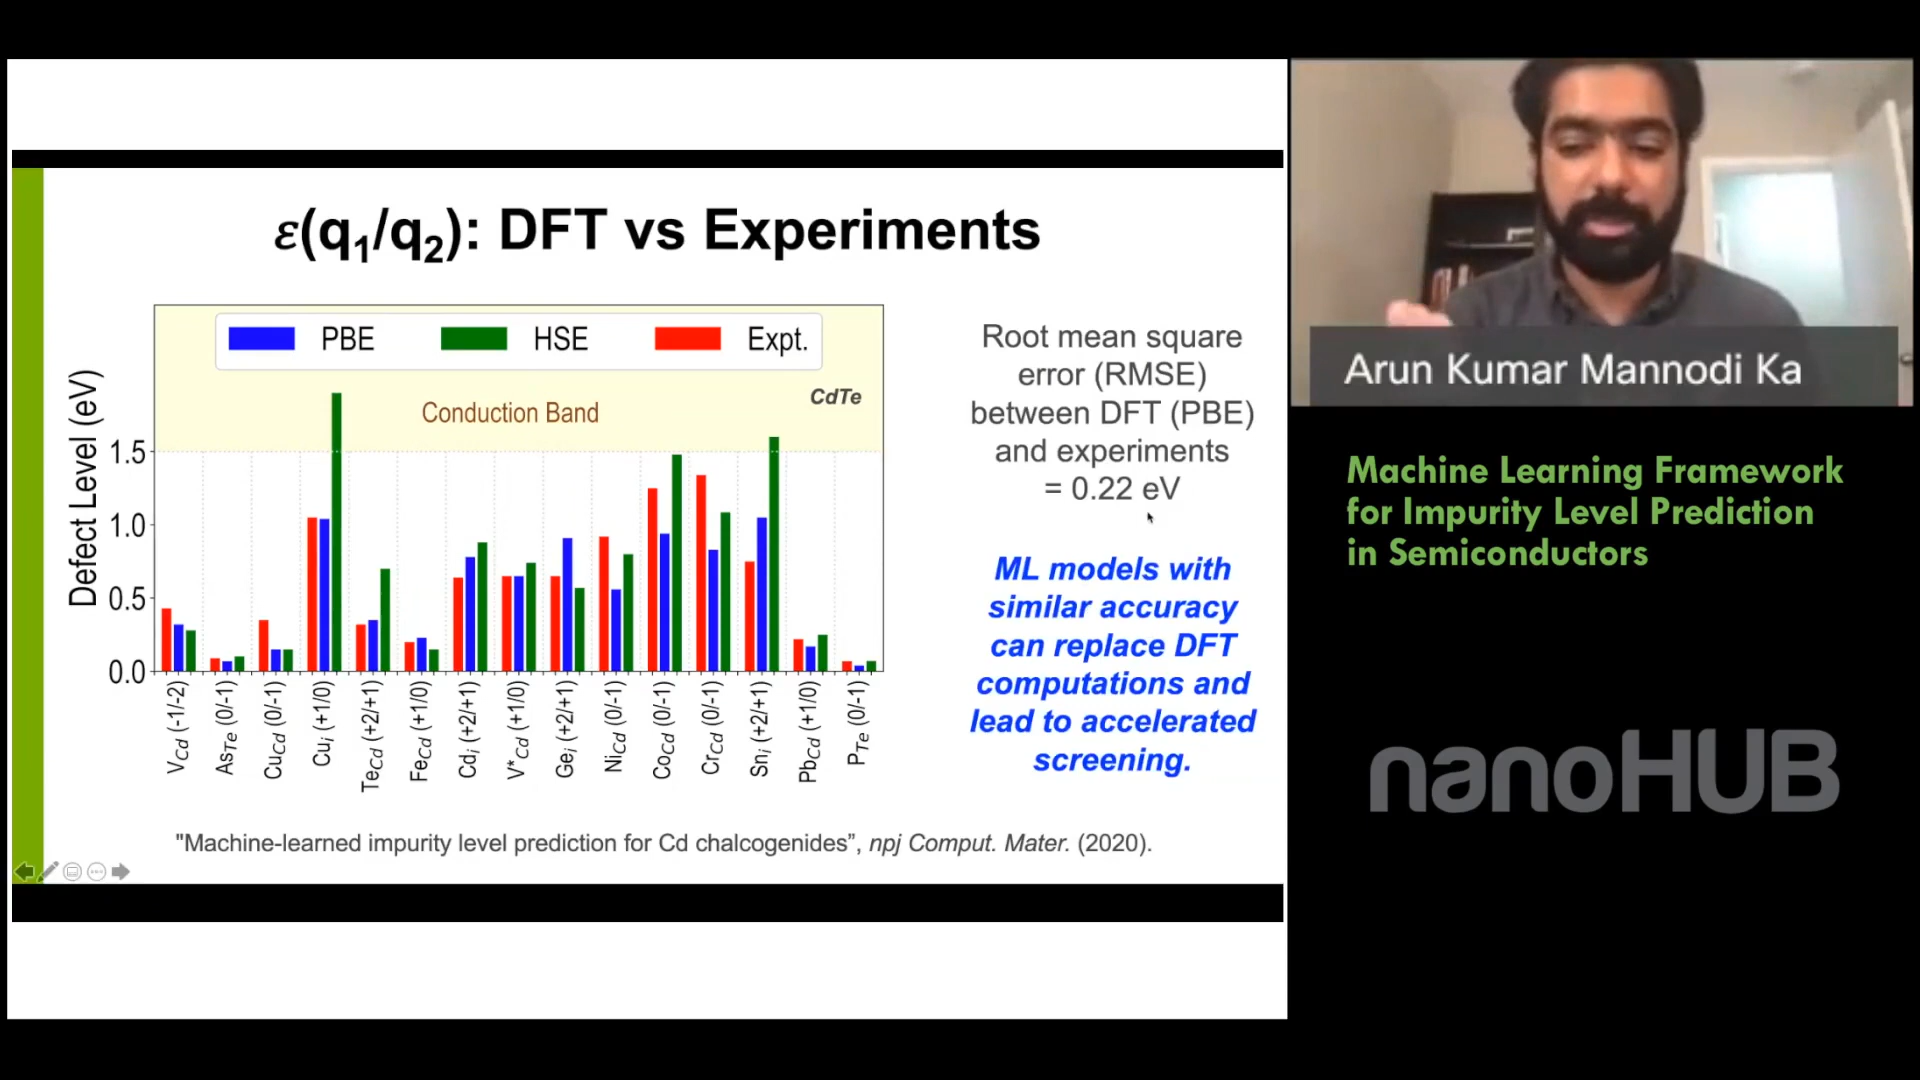 ε(q1/q2): DFT vs Experiments
PBE
HSE
Expt.
CdTe
Conduction Band
Defect Level (eV)
1.5
1.0
0.5
0.0
VCd (-1/-2)
AsTe (0/-1)
CuCd (0/-1)
Cui (+1/0)
TeCd (+2/+1)
FeCd (+1/0)
Cdi (+2/+1)
V*Cd (+1/0)
Gei (+2/+1)
NiCd (0/-1)
CoCd (0/-1)
CrCd (0/-1)
Sni (+2/+1)
PbCd (+1/0)
PTe (0/-1)
Root mean square
error (RMSE)
between DFT (PBE)
and experiments
= 0.22 eV
ML models with
similar accuracy
can replace DFT
computations and
lead to accelerated
screening.
"Machine-learned impurity level prediction for Cd chalcogenides”, npj Comput. Mater. (2020).
Arun Kumar Mannodi Ka
Machine Learning Framework
for Impurity Level Prediction
in Semiconductors
nanoHUB